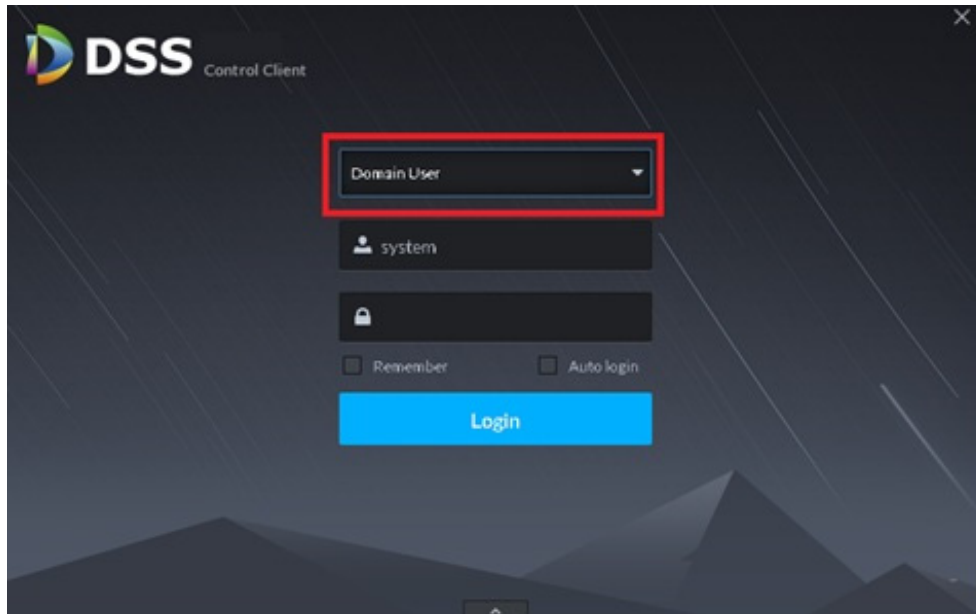 DSS Control Client
Domain User
system
Remember Auto login
Login